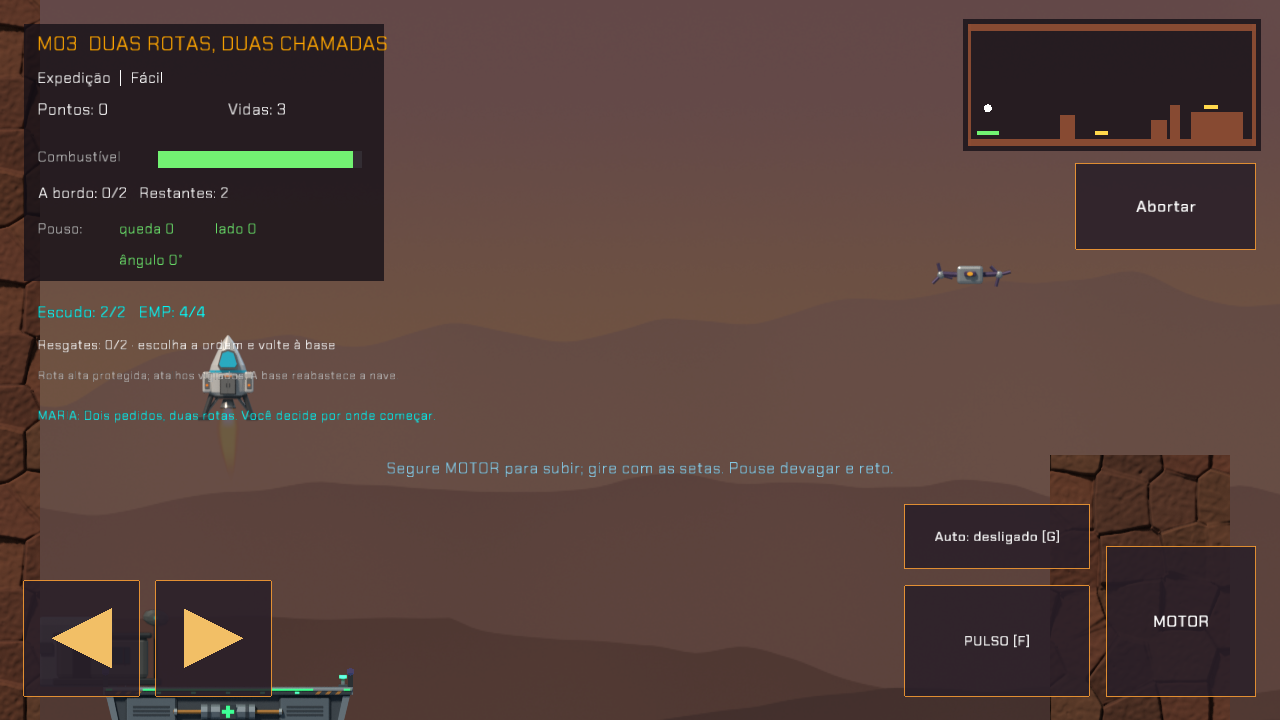 M03 DUAS ROTAS, DUAS CHAMADAS
Expedição | Fácil
Pontos: 0 Vidas: 3
Combustível
A bordo: 0/2 Restantes: 2
Pouso: queda 0 lado 0
ângulo 0°
Abortar
Escudo: 2/2 EMP: 4/4
Resgates: 0/2 · escolha a ordem e volte à base
Rota alta protegida; ata hos A base reabastece a nave
MAR A: Dois pedidos, duas rotas. Você decide por onde começar.
Segure MOTOR para subir; gire com as setas. Pouse devagar e reto.
Auto: desligado [G]
PULSO [F]
MOTOR